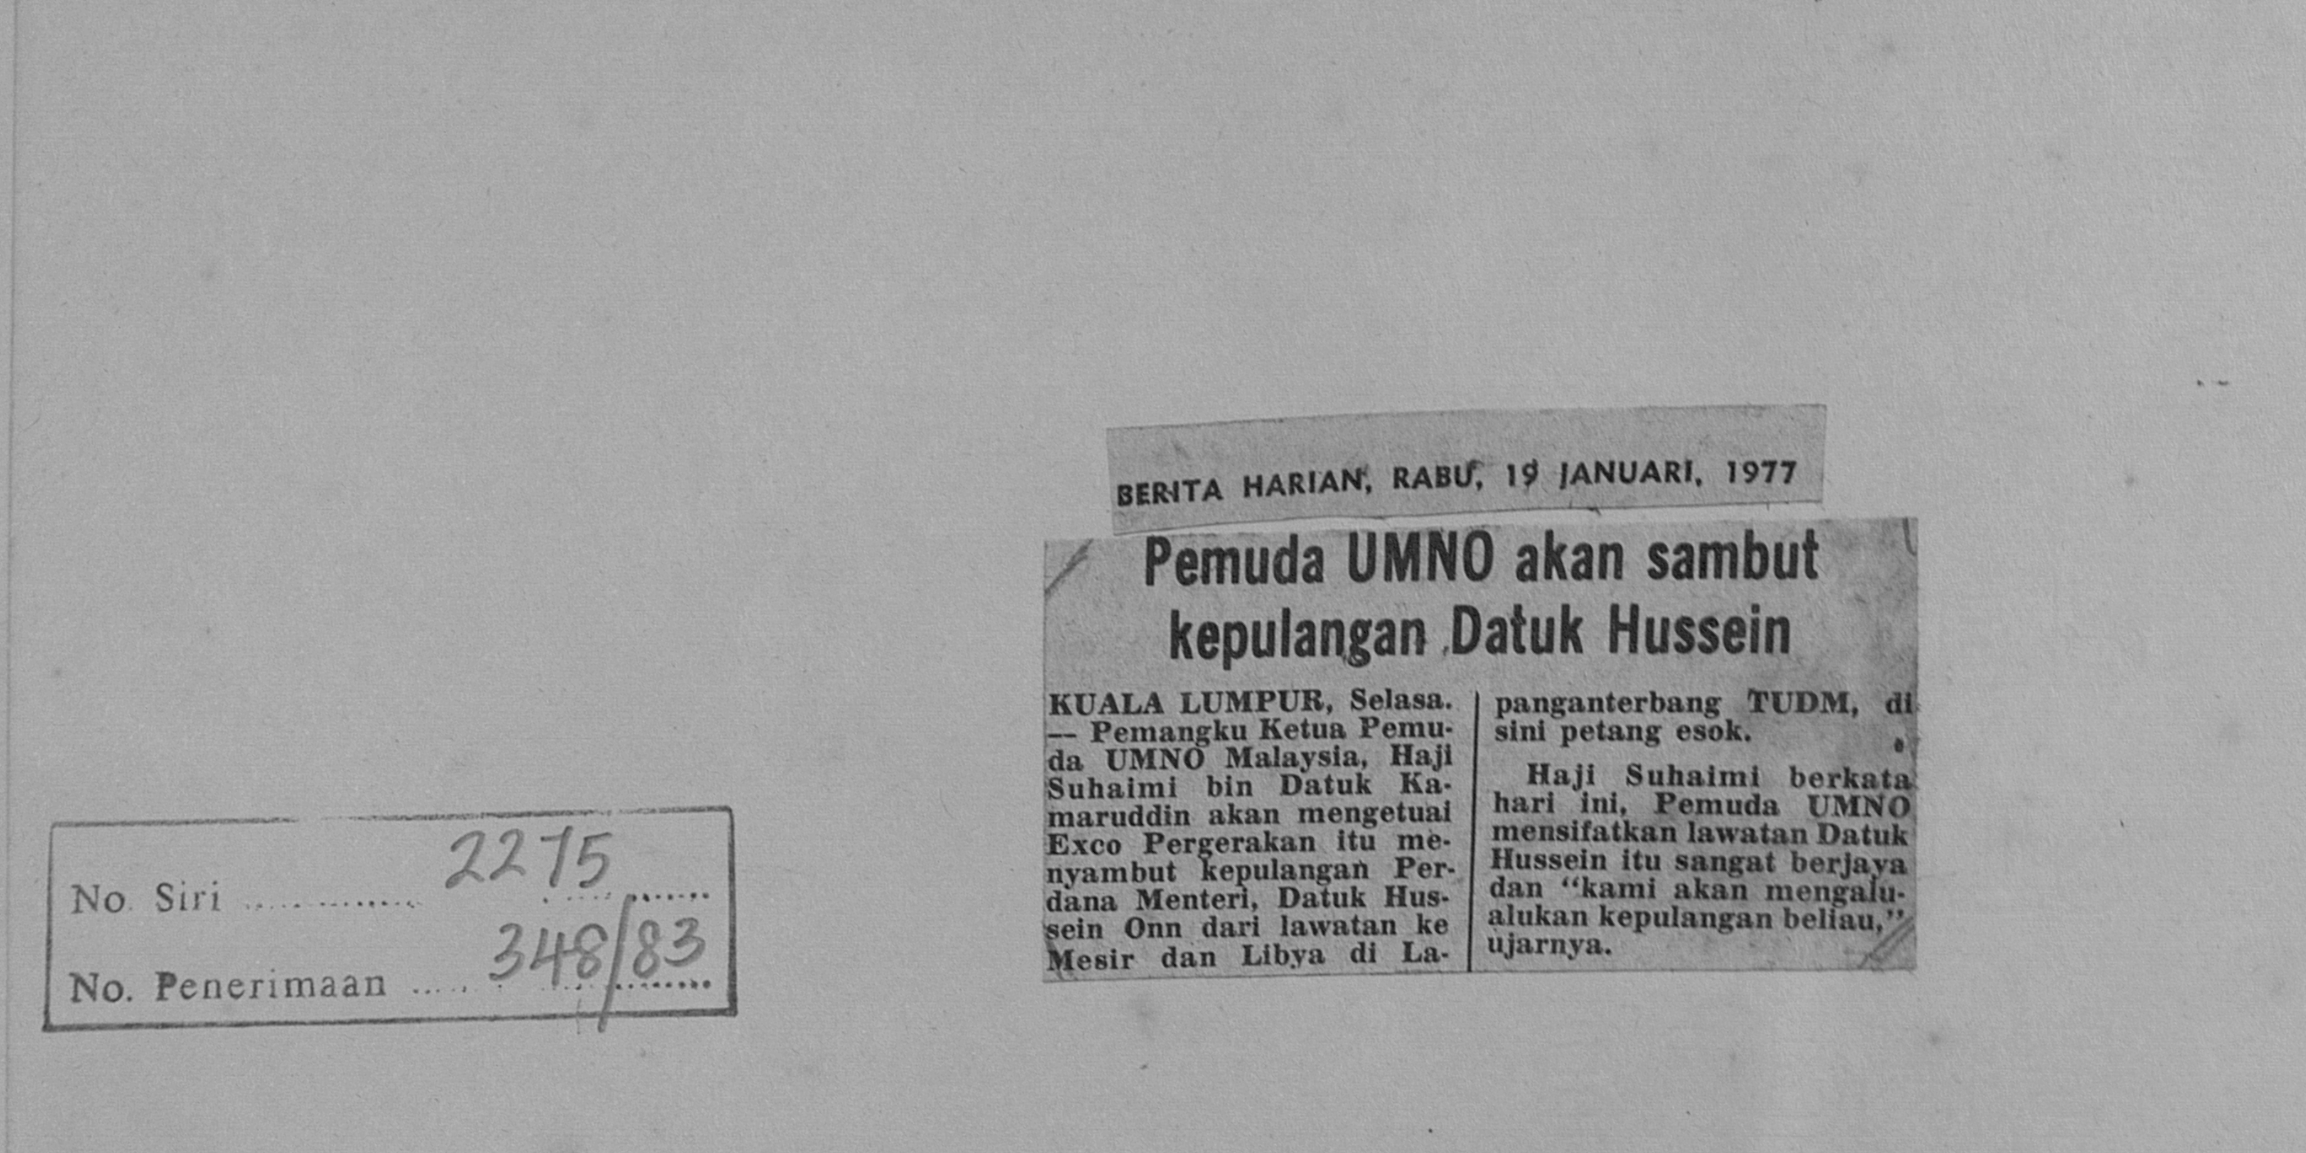 BERITA HARIAN, RABU, 19 JANUARI, 1977
Pemuda UMNO akan sambut
kepulangan Datuk Hussein
KUALA LUMPUR, Selasa.
— Pemangku Ketua Pemu-
da UMNO Malaysia, Haji
Suhaimi bin Datuk Ka-
maruddin akan mengetuai
Exco Pergerakan itu me-
nyambut kepulangan Per-
dana Menteri, Datuk Hus-
sein Onn dari lawatan ke
Mesir dan Libya di La-
panganterbang TUDM, di
sini petang esok.
Haji Suhaimi berkata
hari ini, Pemuda UMNO
mensifatkan lawatan Datuk
Hussein itu sangat berjaya
dan “kami akan mengalu-
alukan kepulangan beliau,”
ujarnya.
No. Siri 2275
No. Penerimaan 348/83